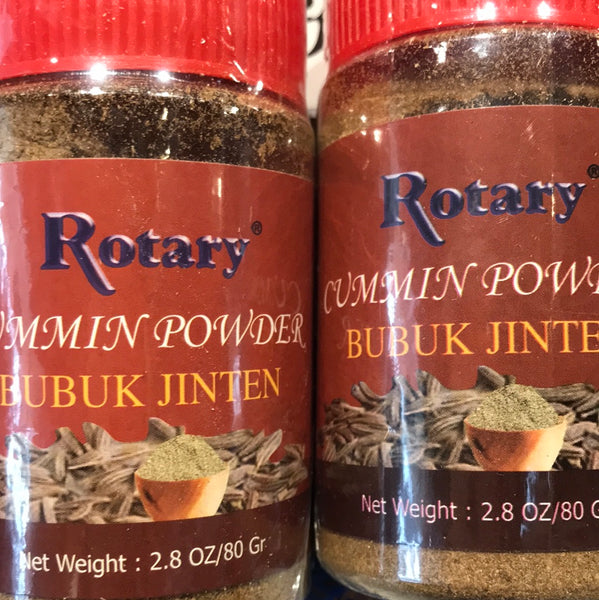 Rotary®
UMMIN POWDER
BUBUK JINTEN
Net Weight : 2.8 OZ/80 Gr
Rotary®
CUMMIN POWD
BUBUK JINTE
Net Weight : 2.8 OZ/80 G